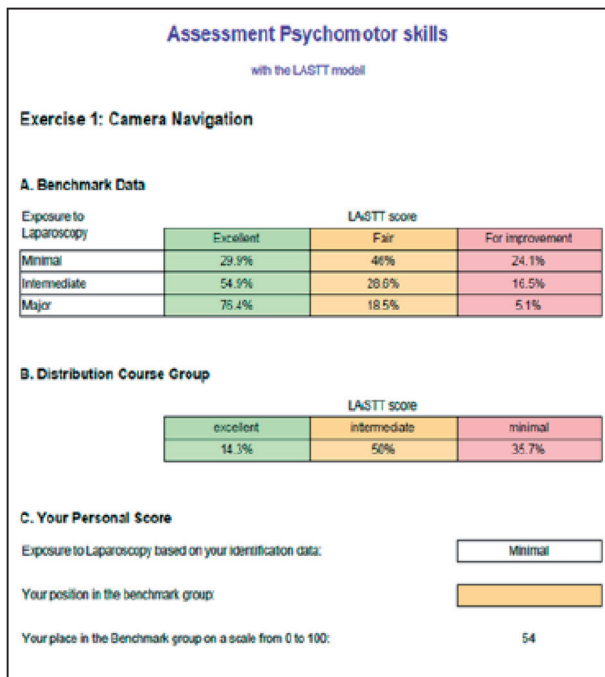 Assessment Psychomotor skills
with the LASTT modell
Exercise 1: Camera Navigation
A. Benchmark Data
Exposure to Laparoscopy
LASTT score
Excellent Fair For improvement
Minimal 29.9% 46% 24.1%
Intermediate 54.9% 28.6% 16.5%
Major 76.4% 18.5% 5.1%
B. Distribution Course Group
LASTT score
excellent intermediate minimal
14.3% 50% 35.7%
C. Your Personal Score
Exposure to Laparoscopy based on your identification data: Minimal
Your position in the benchmark group:
Your place in the Benchmark group on a scale from 0 to 100: 54